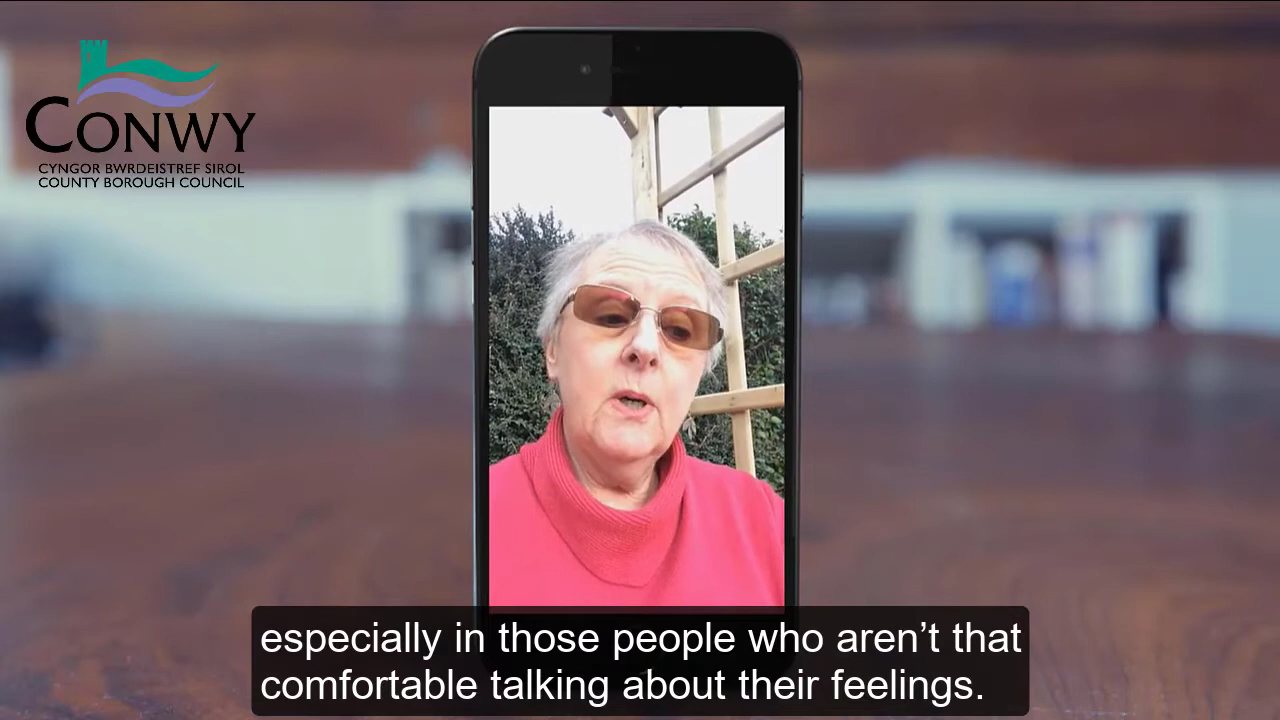 CONWY
CYNGOR BWRDEISTREF SIROL
COUNTY BOROUGH COUNCIL
especially in those people who aren’t that
comfortable talking about their feelings.